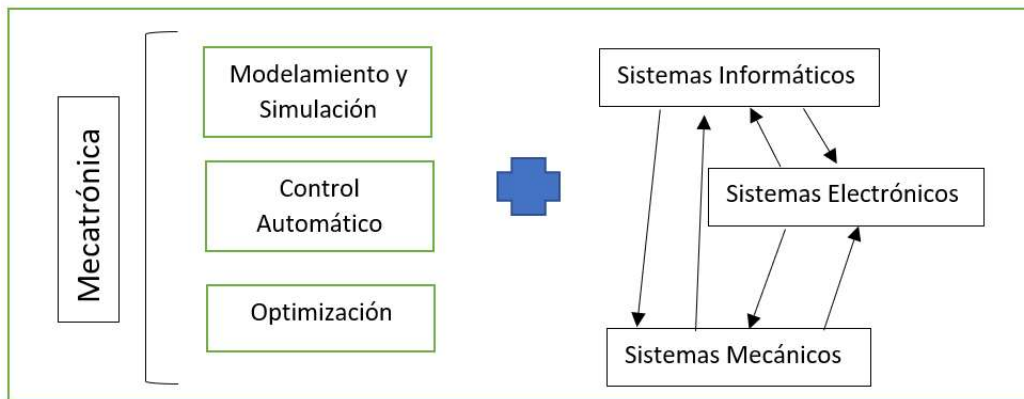 Mecatrónica
Modelamiento y
Simulación
Control
Automático
Optimización
Sistemas Informáticos
Sistemas Electrónicos
Sistemas Mecánicos